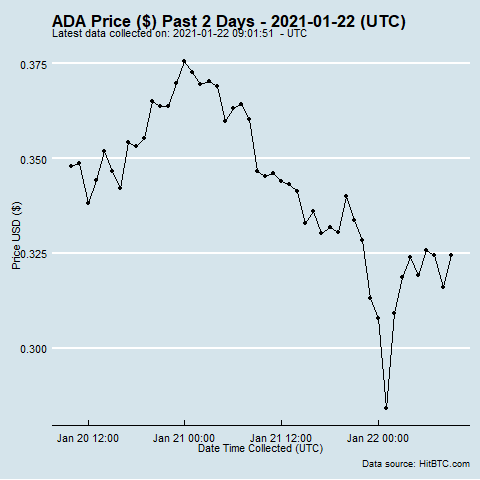 ADA Price ($) Past 2 Days - 2021-01-22 (UTC)
Latest data collected on: 2021-01-22 09:01:51 - UTC
0.375
0.350
0.325
0.300
Price USD ($)
Jan 20 12:00 Jan 21 00:00 Jan 21 12:00 Jan 22 00:00
Date Time Collected (UTC)
Data source: HitBTC.com